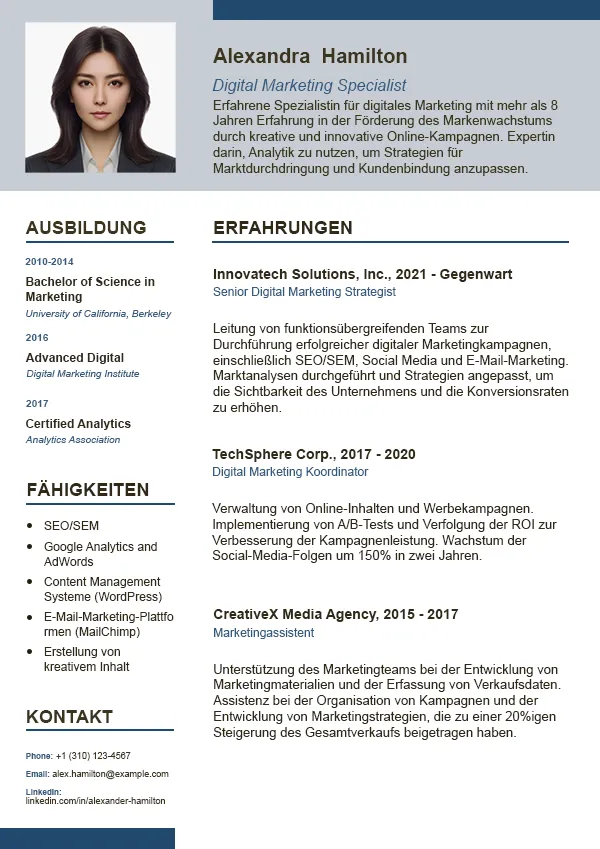 Alexandra Hamilton
Digital Marketing Specialist
Erfahrene Spezialistin für digitales Marketing mit mehr als 8
Jahren Erfahrung in der Förderung des Markenwachstums
durch kreative und innovative Online-Kampagnen. Expertin
darin, Analytik zu nutzen, um Strategien für
Marktdurchdringung und Kundenbindung anzupassen.
AUSBILDUNG
2010-2014
Bachelor of Science in
Marketing
University of California, Berkeley
2016
Advanced Digital
Digital Marketing Institute
2017
Certified Analytics
Analytics Association
FÄHIGKEITEN
• SEO/SEM
• Google Analytics and
AdWords
• Content Management
Systeme (WordPress)
• E-Mail-Marketing-Plattfo
rmen (MailChimp)
• Erstellung von
kreativem Inhalt
KONTAKT
Phone: +1 (310) 123-4567
Email: alex.hamilton@example.com
LinkedIn:
linkedin.com/in/alexander-hamilton
ERFAHRUNGEN
Innovatech Solutions, Inc., 2021 - Gegenwart
Senior Digital Marketing Strategist
Leitung von funktionsübergreifenden Teams zur
Durchführung erfolgreicher digitaler Marketingkampagnen,
einschließlich SEO/SEM, Social Media und E-Mail-Marketing.
Marktanalysen durchgeführt und Strategien angepasst, um
die Sichtbarkeit des Unternehmens und die Konversionsraten
zu erhöhen.
TechSphere Corp., 2017 - 2020
Digital Marketing Koordinator
Verwaltung von Online-Inhalten und Werbekampagnen.
Implementierung von A/B-Tests und Verfolgung der ROI zur
Verbesserung der Kampagnenleistung. Wachstum der
Social-Media-Folgen um 150% in zwei Jahren.
CreativeX Media Agency, 2015 - 2017
Marketingassistent
Unterstützung des Marketingteams bei der Entwicklung von
Marketingmaterialien und der Erfassung von Verkaufsdaten.
Assistenz bei der Organisation von Kampagnen und der
Entwicklung von Marketingstrategien, die zu einer 20%igen
Steigerung des Gesamtverkaufs beigetragen haben.